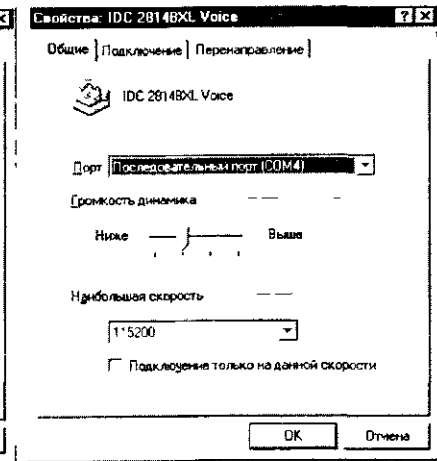 Свойства: IDC 2814BXL Voice
Общие Подключение Перенаправление
IDC 2814BXL Voice
Порт Последовательный порт (COM4)
Громкость динамика
Ниже Выше
Наибольшая скорость
115200
Подключение только на данной скорости
OK Отмена